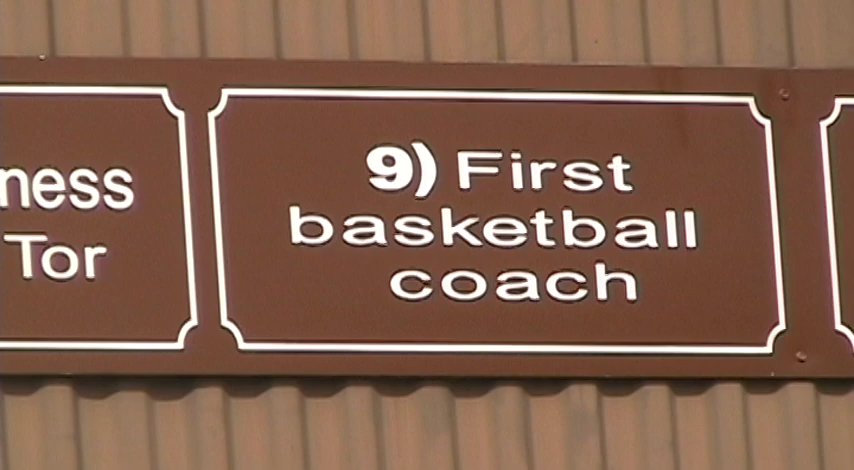 ness
Tor
9) First
basketball
coach